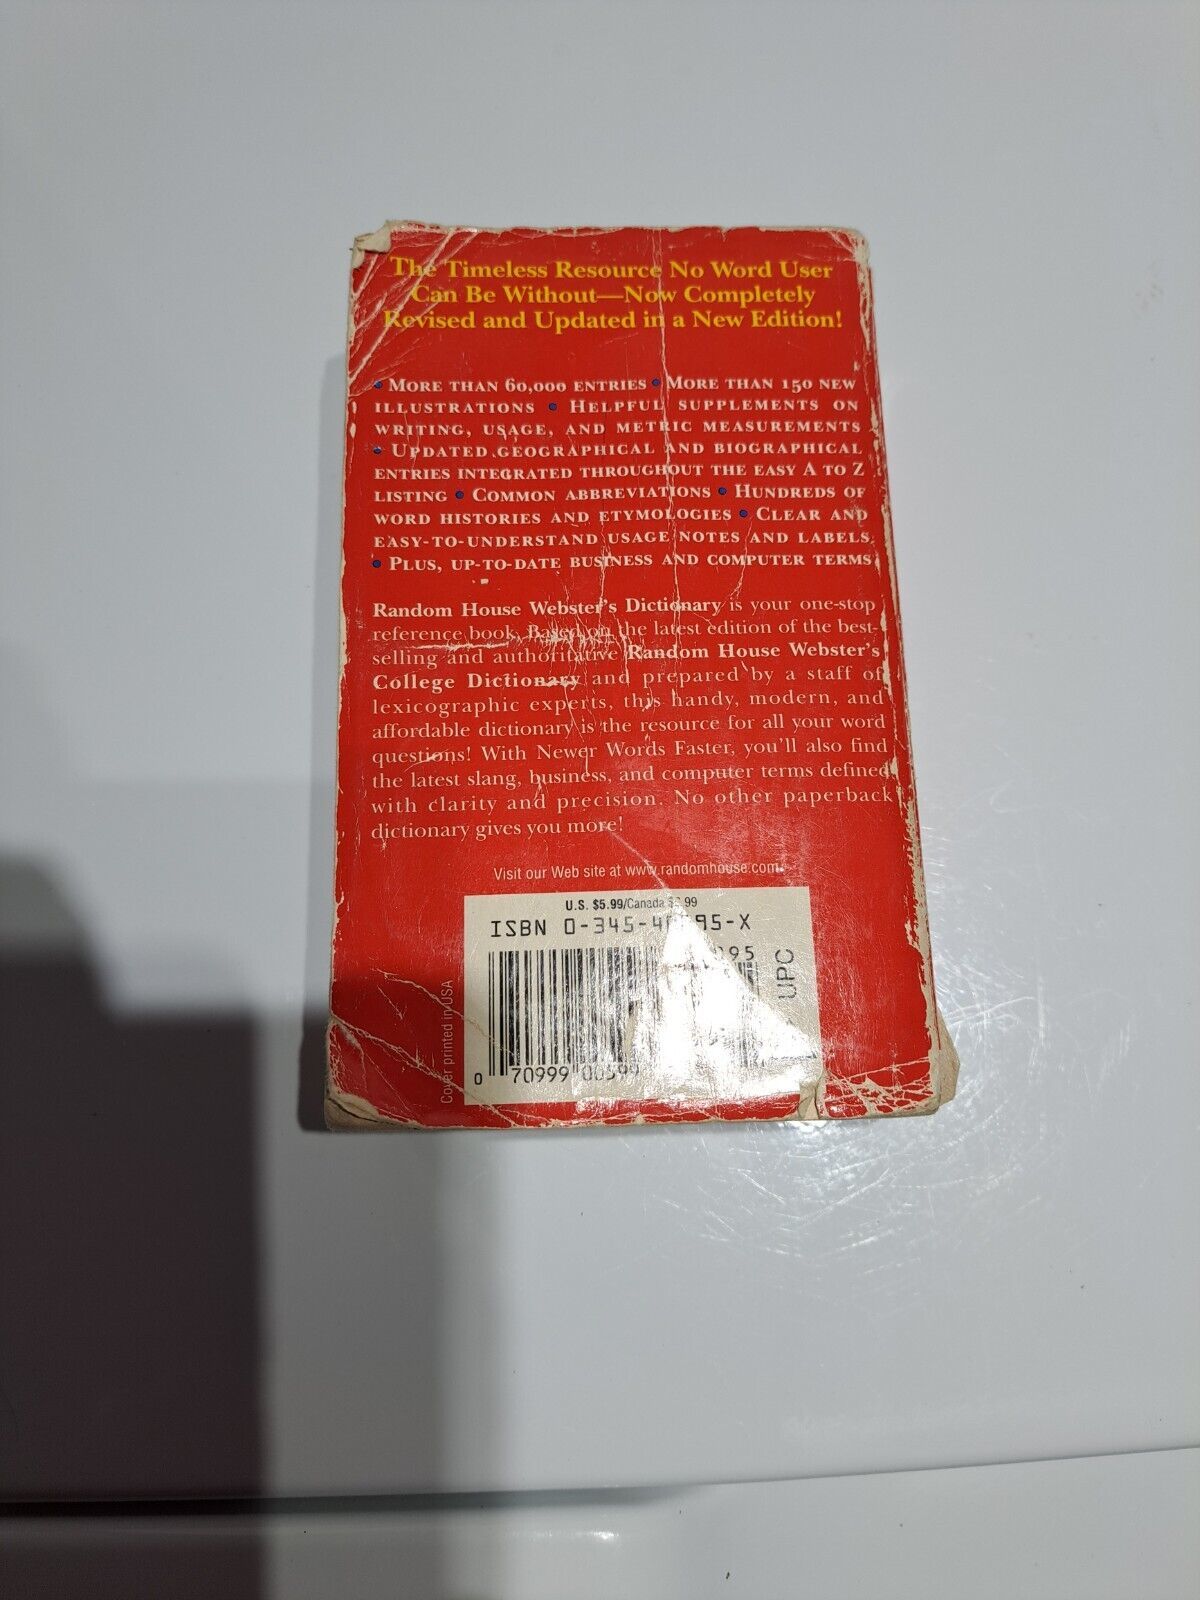 The Timeless Resource No Word User
Can Be Without—Now Completely
Revised and Updated in a New Edition!
• MORE THAN 60,000 ENTRIES • MORE THAN 150 NEW
ILLUSTRATIONS • HELPFUL SUPPLEMENTS ON
WRITING, USAGE, AND METRIC MEASUREMENTS
• UPDATED GEOGRAPHICAL AND BIOGRAPHICAL
ENTRIES INTEGRATED THROUGHOUT THE EASY A TO Z
LISTING • COMMON ABBREVIATIONS • HUNDREDS OF
WORD HISTORIES AND ETYMOLOGIES • CLEAR AND
EASY-TO-UNDERSTAND USAGE NOTES AND LABELS
• PLUS, UP-TO-DATE BUSINESS AND COMPUTER TERMS
Random House Webster's Dictionary is your one-stop
reference book. Based on the latest edition of the best-
selling and authoritative Random House Webster's
College Dictionary and prepared by a staff of
lexicographic experts, this handy, modern, and
affordable dictionary is the resource for all your word
questions! With Newer Words Faster, you'll also find
the latest slang, business, and computer terms defined
with clarity and precision. No other paperback
dictionary gives you more!
Visit our Web site at www.randomhouse.com
U.S. $5.99/Canada
ISBN 0-345-
UPC
0 70999
Cover printed in USA